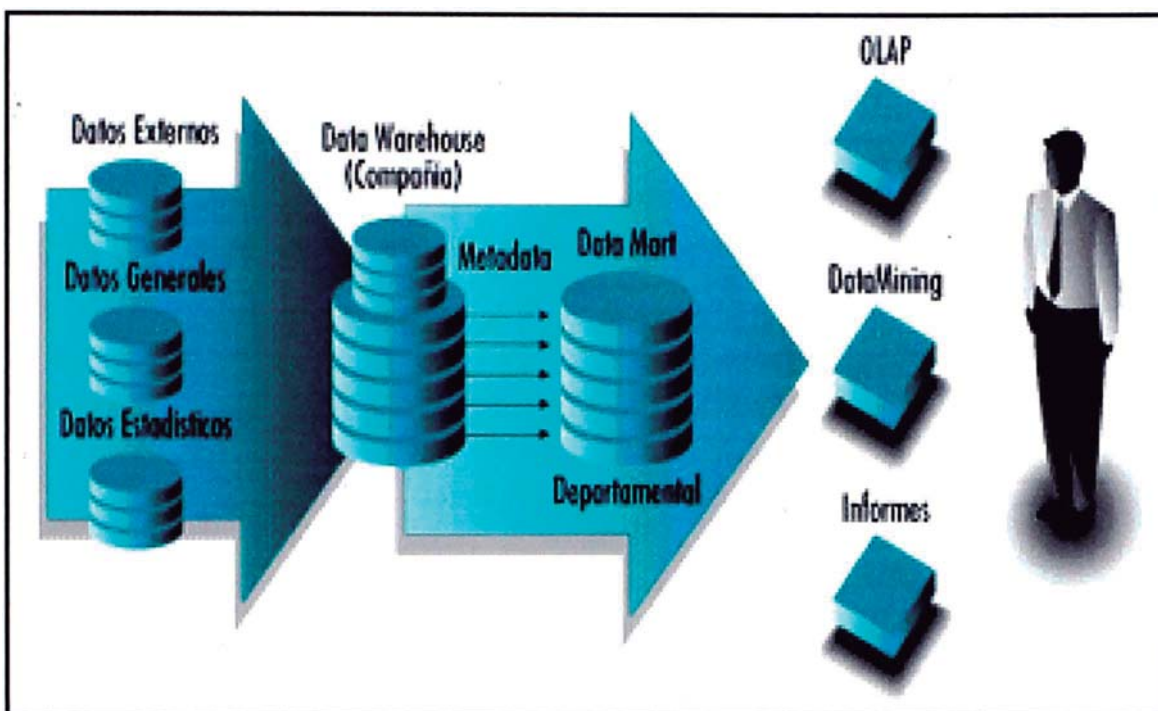 Datos Externos
Datos Generales
Datos Estadísticos
Data Warehouse
(Compañía)
Metadata
Data Mart
Departamental
OLAP
DataMining
Informes